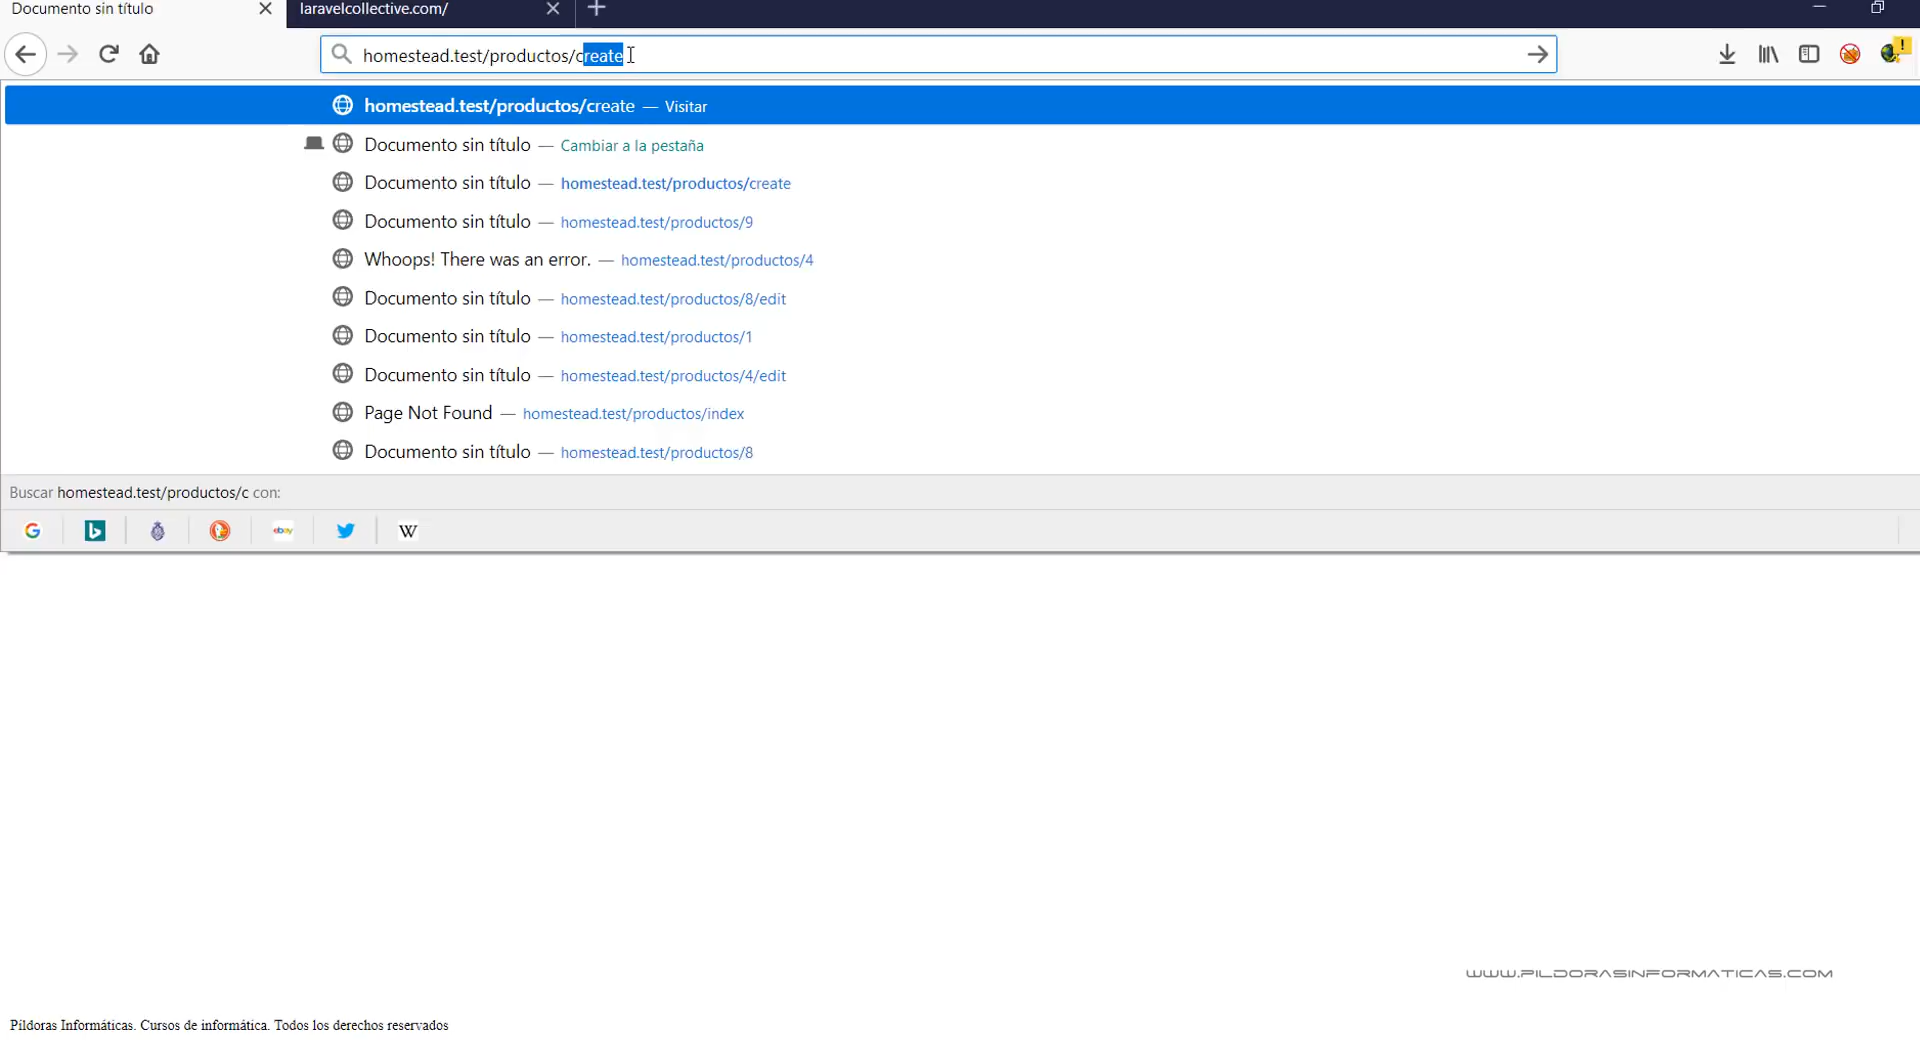 Documento sin título
laravelcollective.com/
homestead.test/productos/create
homestead.test/productos/create — Visitar
Documento sin título — Cambiar a la pestaña
Documento sin título — homestead.test/productos/create
Documento sin título — homestead.test/productos/9
Whoops! There was an error. — homestead.test/productos/4
Documento sin título — homestead.test/productos/8/edit
Documento sin título — homestead.test/productos/1
Documento sin título — homestead.test/productos/4/edit
Page Not Found — homestead.test/productos/index
Documento sin título — homestead.test/productos/8
Buscar homestead.test/productos/c con:
G b ebay W
WWW.PILDORASINFORMATICAS.COM
Píldoras Informáticas. Cursos de informática. Todos los derechos reservados